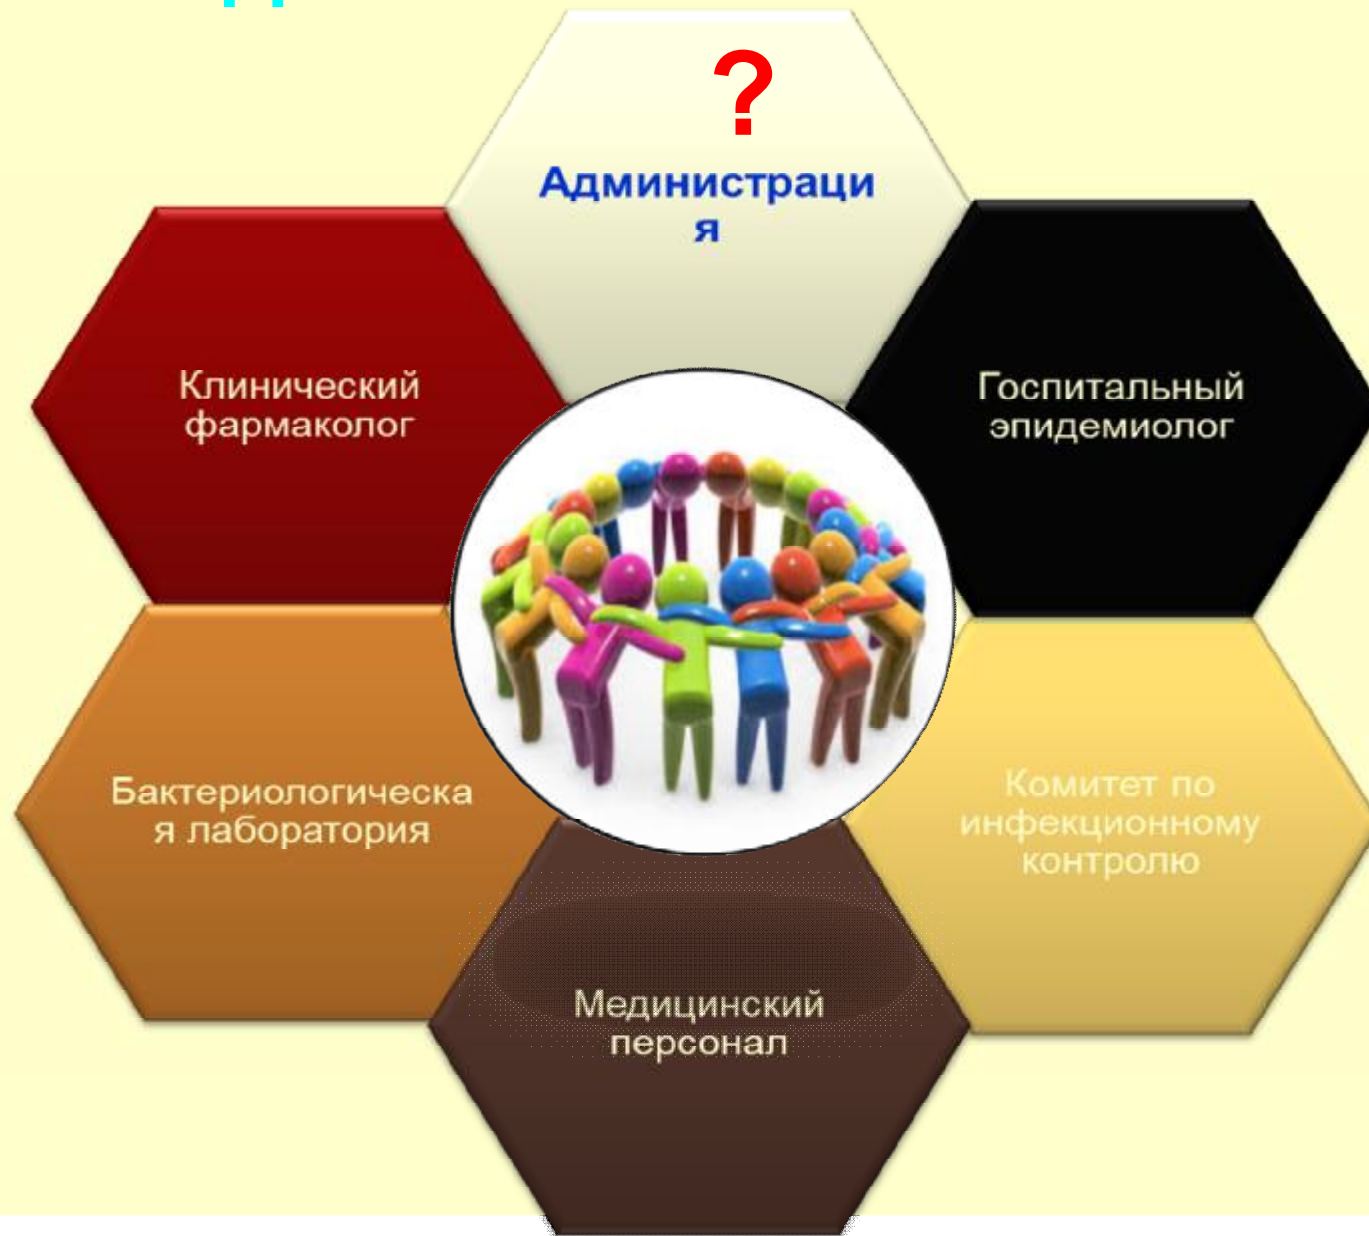 ?
Администраци
я
Клинический
фармаколог
Госпитальный
эпидемиолог
Бактериологическа
я лаборатория
Комитет по
инфекционному
контролю
Медицинский
персонал